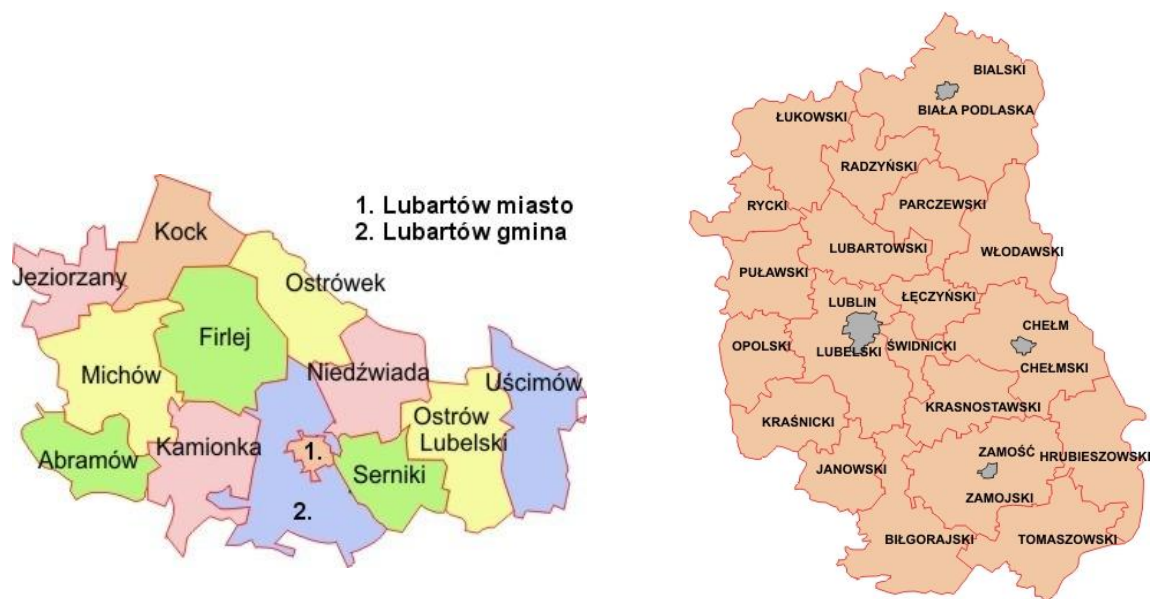 1. Lubartów miasto
2. Lubartów gmina
Kock
Jeziorzany
Ostrówek
Firlej
Michów
Niedźwiada
Uścimów
Ostrów
Lubelski
Kamionka
Abramów
1.
Serniki
2.
BIALSKI
BIAŁA PODLASKA
ŁUKOWSKI
RADZYŃSKI
RYCKI
PARCZEWSKI
LUBARTOWSKI
WŁODAWSKI
PUŁAWSKI
ŁĘCZYŃSKI
LUBLIN
CHEŁM
OPOLSKI
LUBELSKI
ŚWIDNICKI
CHEŁMSKI
KRASNOSTAWSKI
KRAŚNICKI
ZAMOŚĆ
HRUBIESZOWSKI
JANOWSKI
ZAMOJSKI
BIŁGORAJSKI
TOMASZOWSKI